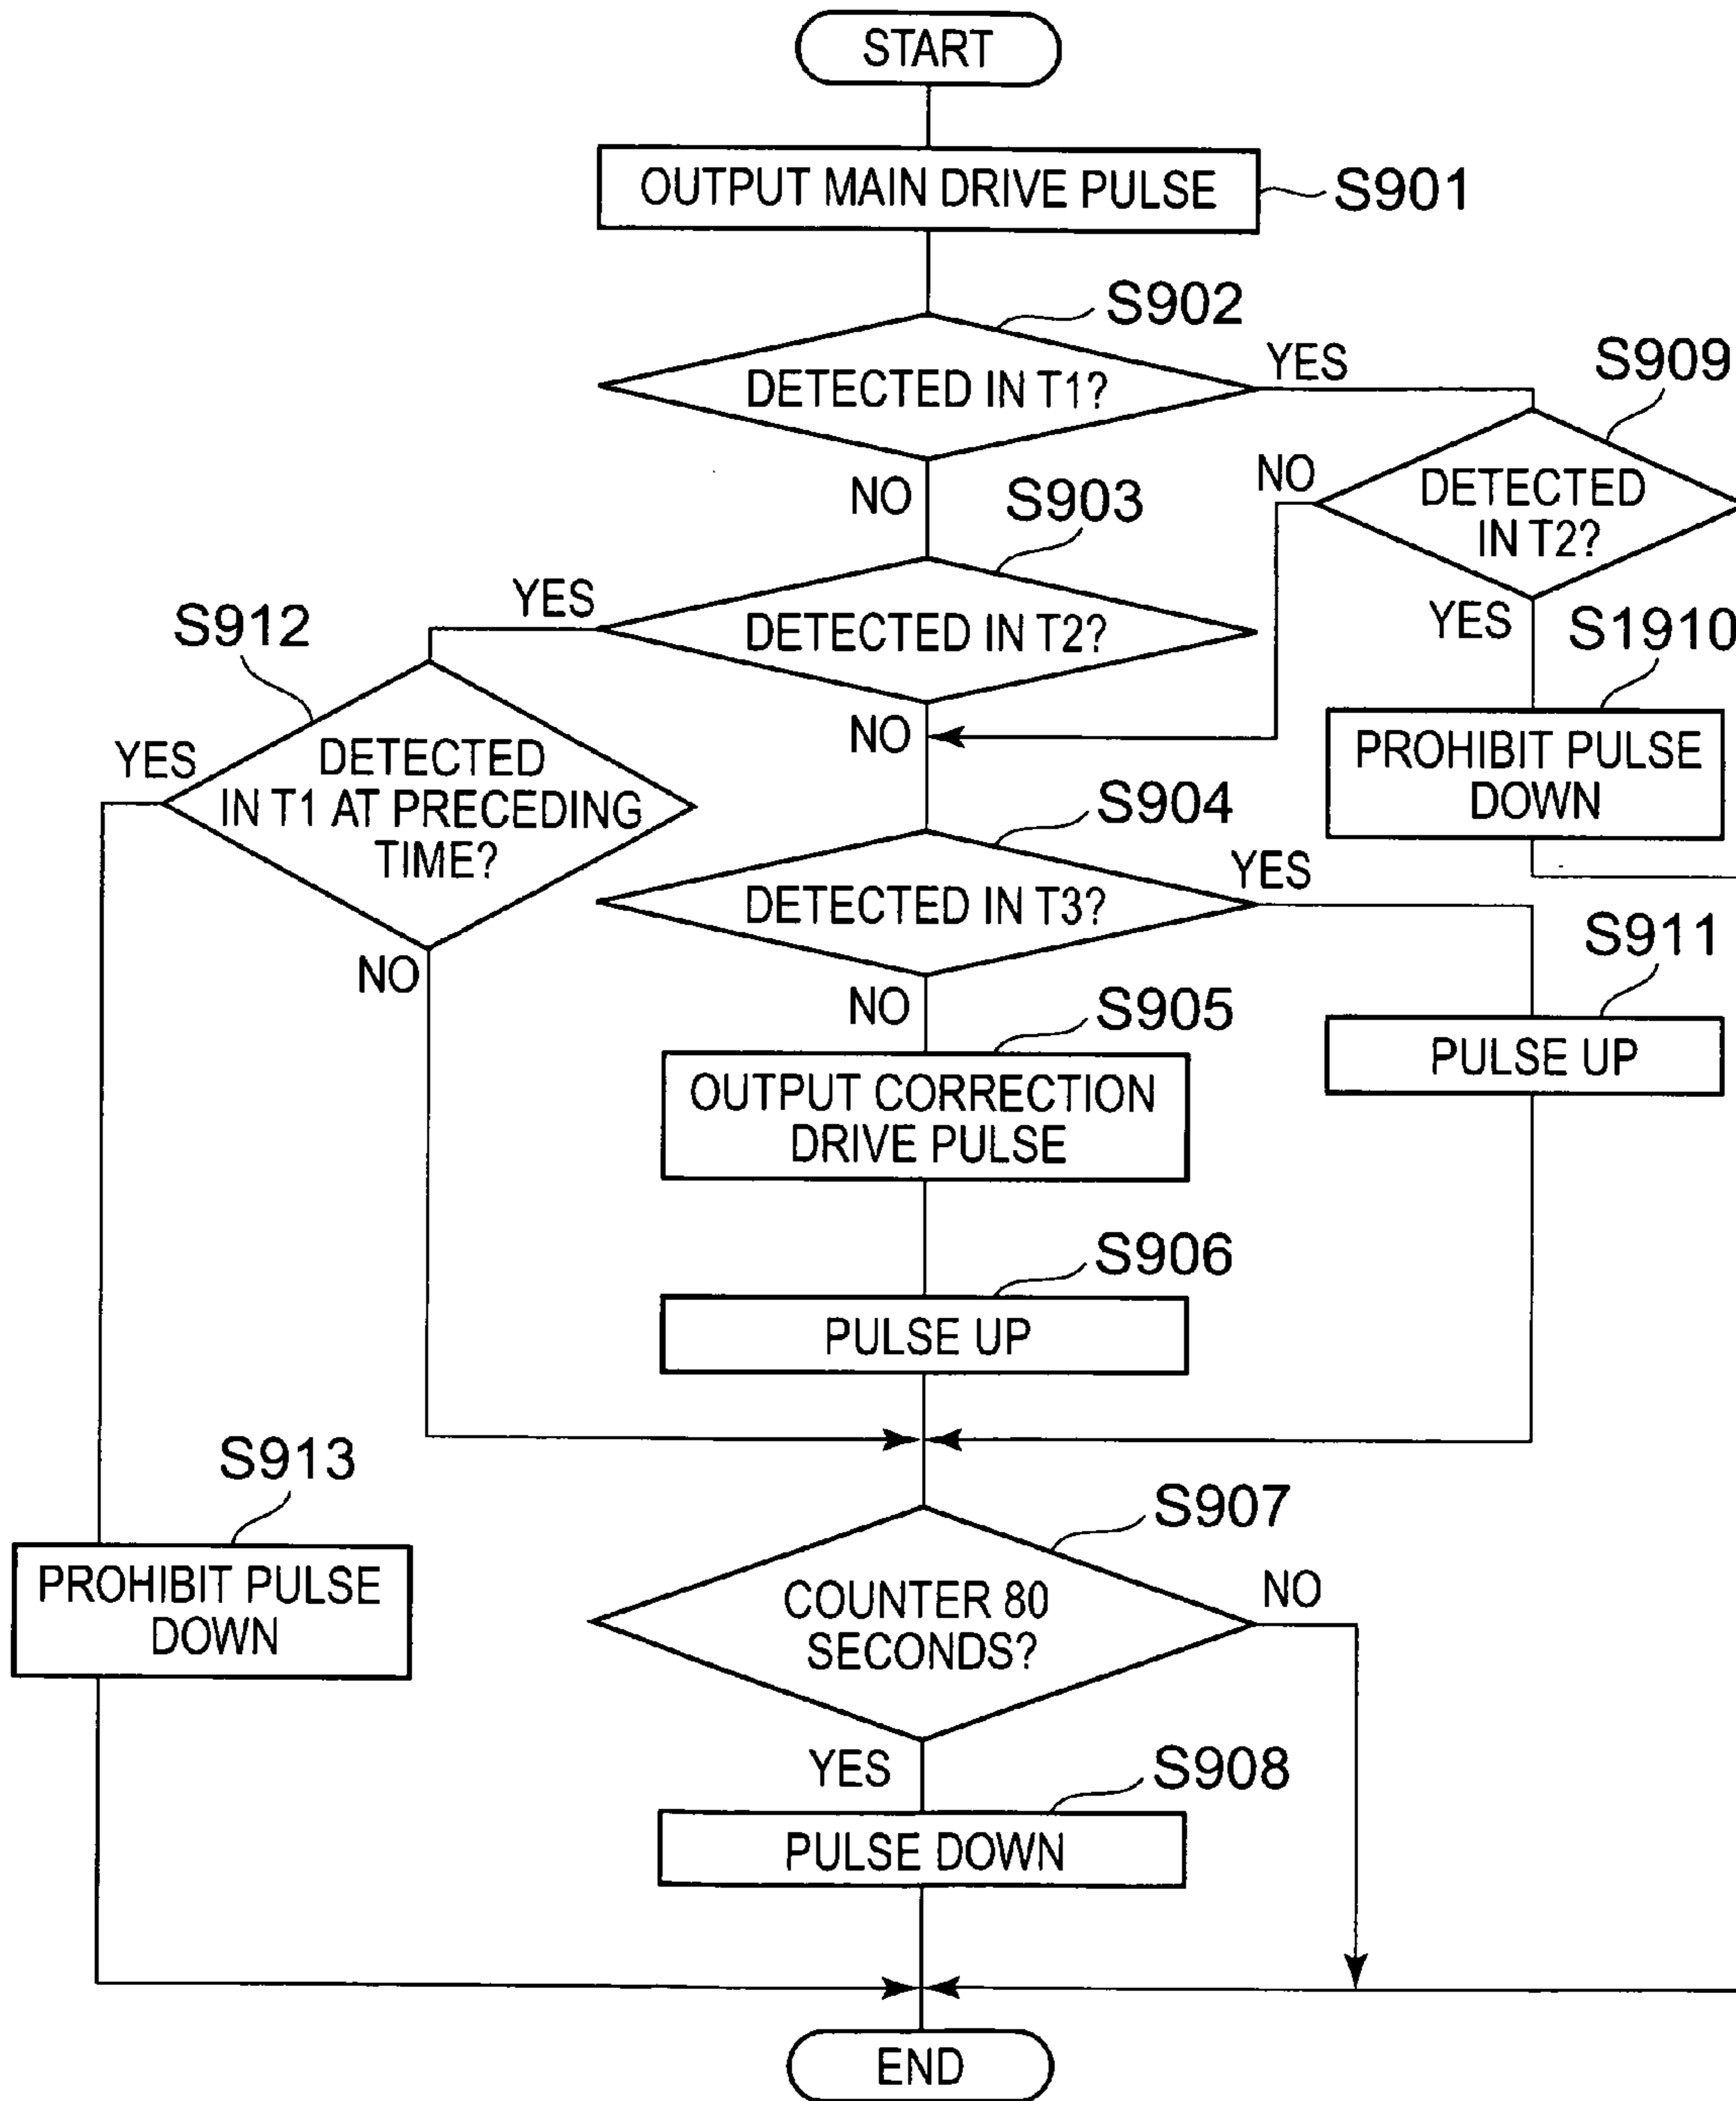 START
OUTPUT MAIN DRIVE PULSE
S901
S902
DETECTED IN T1?
YES
NO
S909
DETECTED
IN T2?
NO
YES
S903
DETECTED IN T2?
YES
NO
S1910
PROHIBIT PULSE
DOWN
S912
DETECTED
IN T1 AT PRECEDING
TIME?
YES
NO
S904
DETECTED IN T3?
YES
NO
S911
PULSE UP
S905
OUTPUT CORRECTION
DRIVE PULSE
S906
PULSE UP
S913
PROHIBIT PULSE
DOWN
S907
COUNTER 80
SECONDS?
NO
YES
S908
PULSE DOWN
END